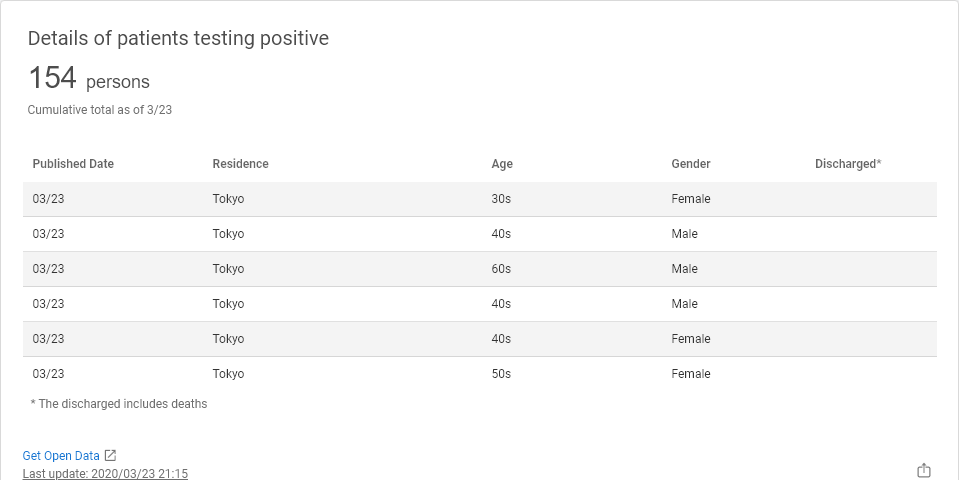 Details of patients testing positive
154 persons
Cumulative total as of 3/23
Published Date Residence Age Gender Discharged*
03/23 Tokyo 30s Female
03/23 Tokyo 40s Male
03/23 Tokyo 60s Male
03/23 Tokyo 40s Male
03/23 Tokyo 40s Female
03/23 Tokyo 50s Female
* The discharged includes deaths
Get Open Data
Last update: 2020/03/23 21:15